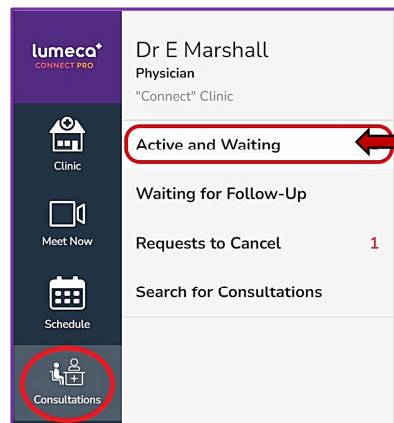 lumeca+
CONNECT PRO
Clinic
Meet Now
Schedule
Consultations
Dr E Marshall
Physician
"Connect" Clinic
Active and Waiting
Waiting for Follow-Up
Requests to Cancel 1
Search for Consultations